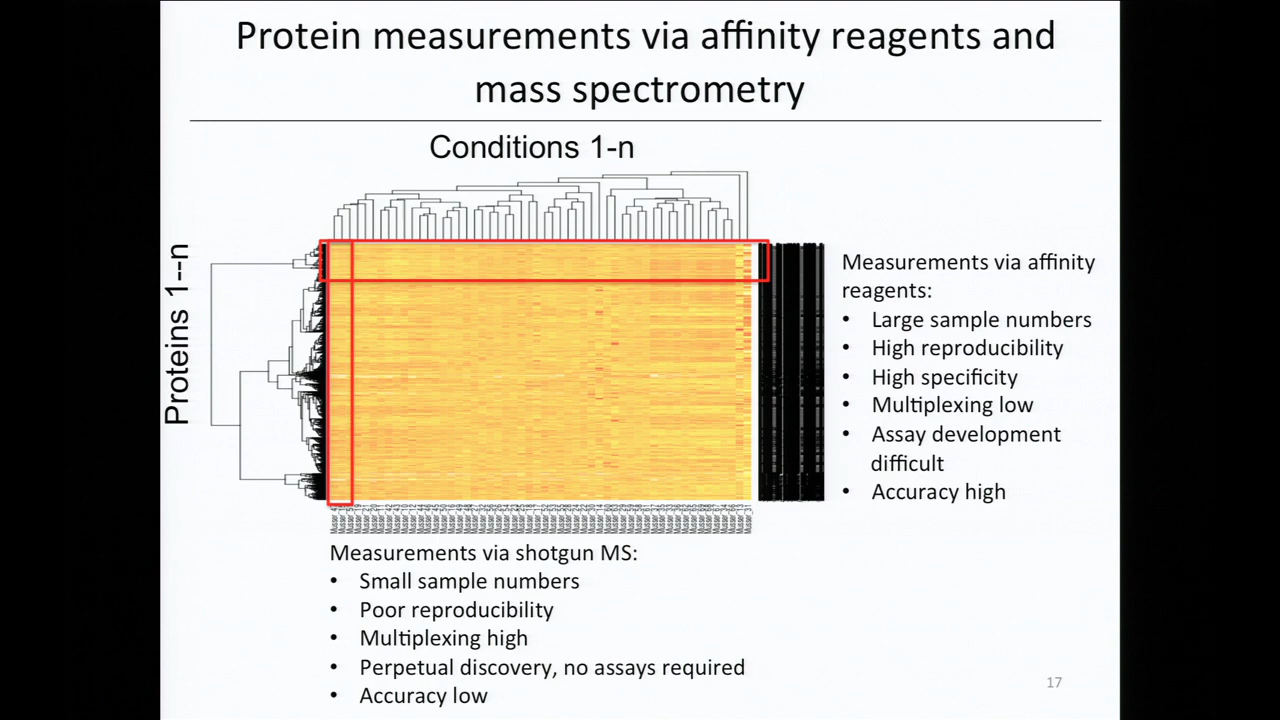 Protein measurements via affinity reagents and
mass spectrometry
Conditions 1-n
Proteins 1--n
Measurements via affinity
reagents:
• Large sample numbers
• High reproducibility
• High specificity
• Multiplexing low
• Assay development
difficult
• Accuracy high
Measurements via shotgun MS:
• Small sample numbers
• Poor reproducibility
• Multiplexing high
• Perpetual discovery, no assays required
• Accuracy low
17